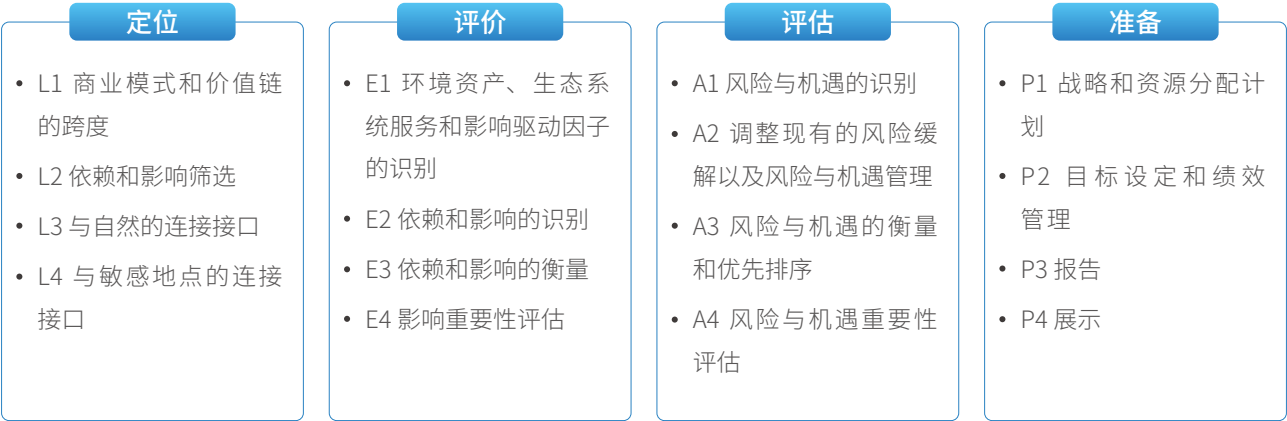 定位
• L1 商业模式和价值链
的跨度
• L2 依赖和影响筛选
• L3 与自然的连接接口
• L4 与敏感地点的连接
接口
评价
• E1 环境资产、生态系
统服务和影响驱动因子
的识别
• E2 依赖和影响的识别
• E3 依赖和影响的衡量
• E4 影响重要性评估
评估
• A1 风险与机遇的识别
• A2 调整现有的风险缓
解以及风险与机遇管理
• A3 风险与机遇的衡量
和优先排序
• A4 风险与机遇重要性
评估
准备
• P1 战略和资源分配计
划
• P2 目标设定和绩效
管理
• P3 报告
• P4 展示